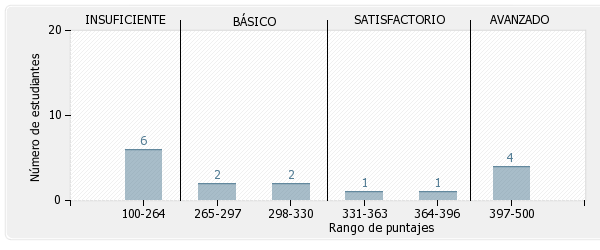 INSUFICIENTE BÁSICO SATISFACTORIO AVANZADO
20
10
0
Número de estudiantes
6 2 2 1 1 4
100-264 265-297 298-330 331-363 364-396 397-500
Rango de puntajes